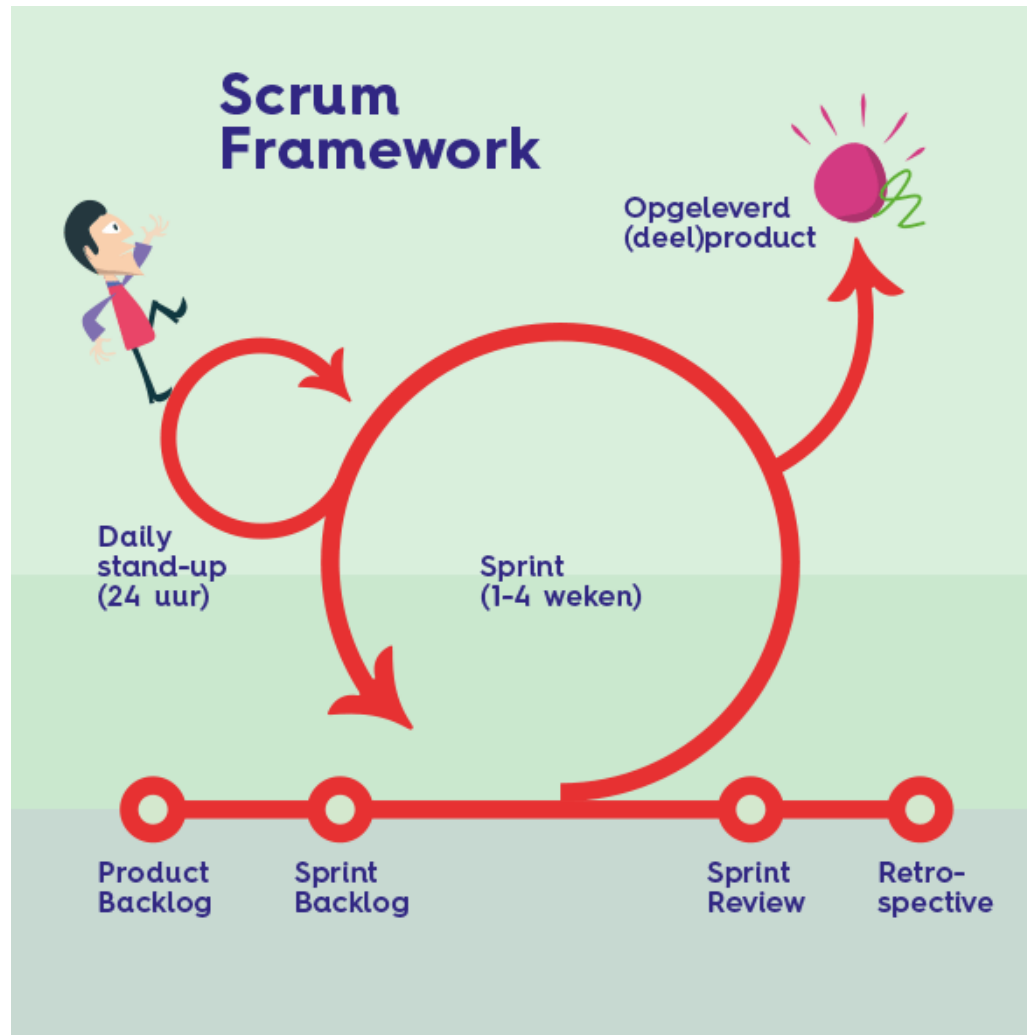 Scrum
Framework
Opgeleverd
(deel)product
Daily
stand-up
(24 uur)
Sprint
(1-4 weken)
Product
Backlog
Sprint
Backlog
Sprint
Review
Retro-
spective